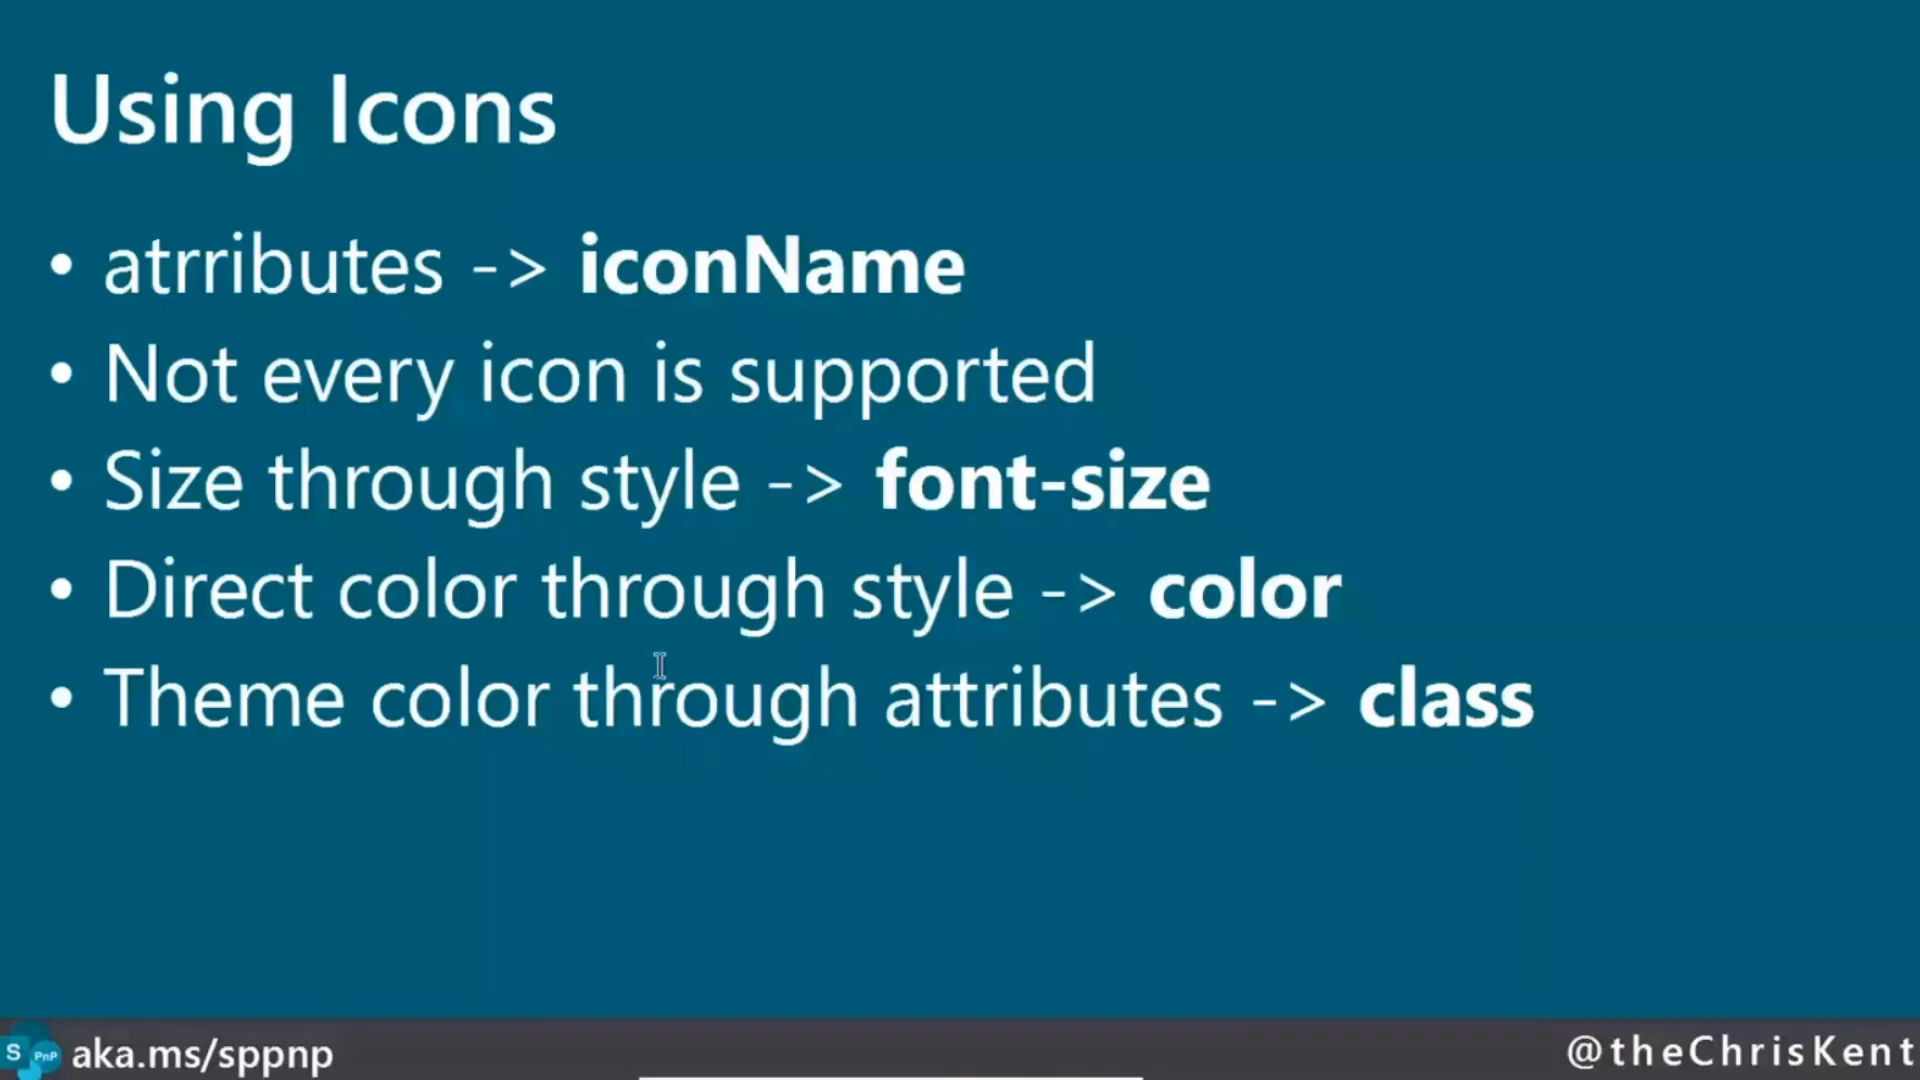 Using Icons
• atrributes -> iconName
• Not every icon is supported
• Size through style -> font-size
• Direct color through style -> color
• Theme color through attributes -> class
S PnP aka.ms/sppnp
@theChrisKent